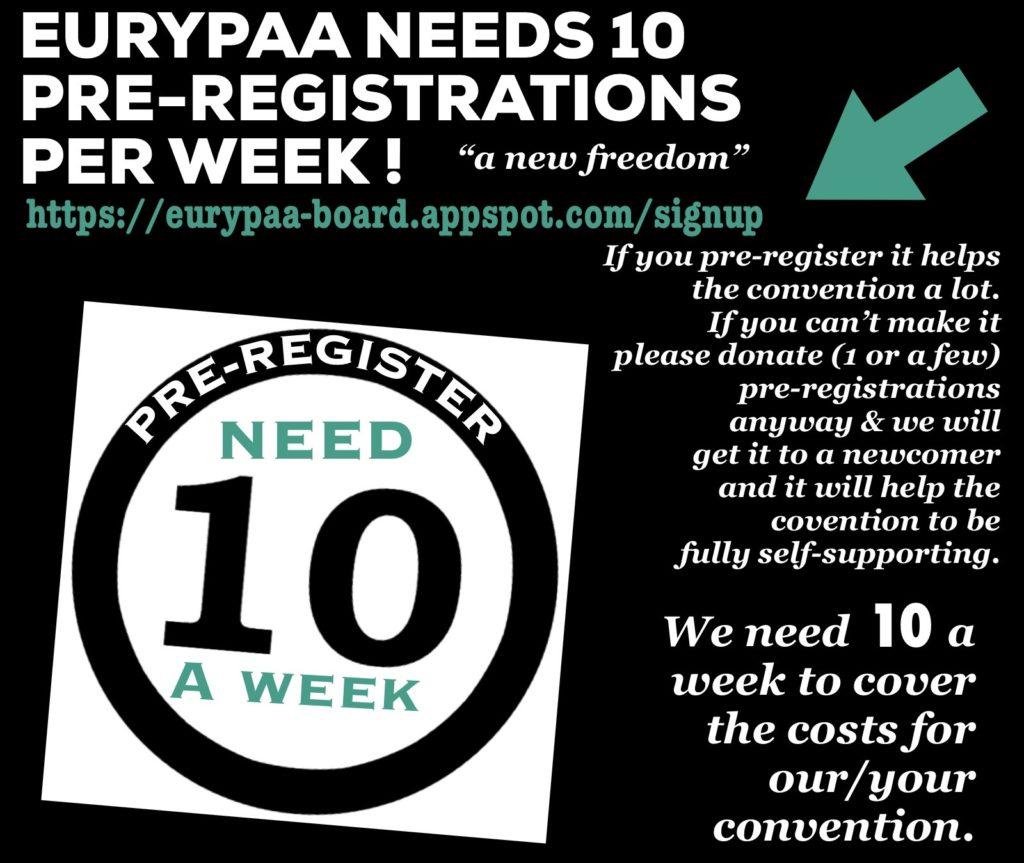 EURYPAA NEEDS 10
PRE-REGISTRATIONS
PER WEEK !
“a new freedom”
https://eurypaa-board.appspot.com/signup
If you pre-register it helps
the convention a lot.
If you can’t make it
please donate (1 or a few)
pre-registrations
anyway & we will
get it to a newcomer
and it will help the
covention to be
fully self-supporting.
PRE-REGISTER
NEED
10
A WEEK
We need 10 a
week to cover
the costs for
our/your
convention.